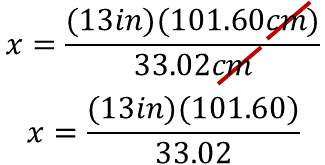 x = (13in)(101.60cm) / 33.02cm
x = (13in)(101.60) / 33.02